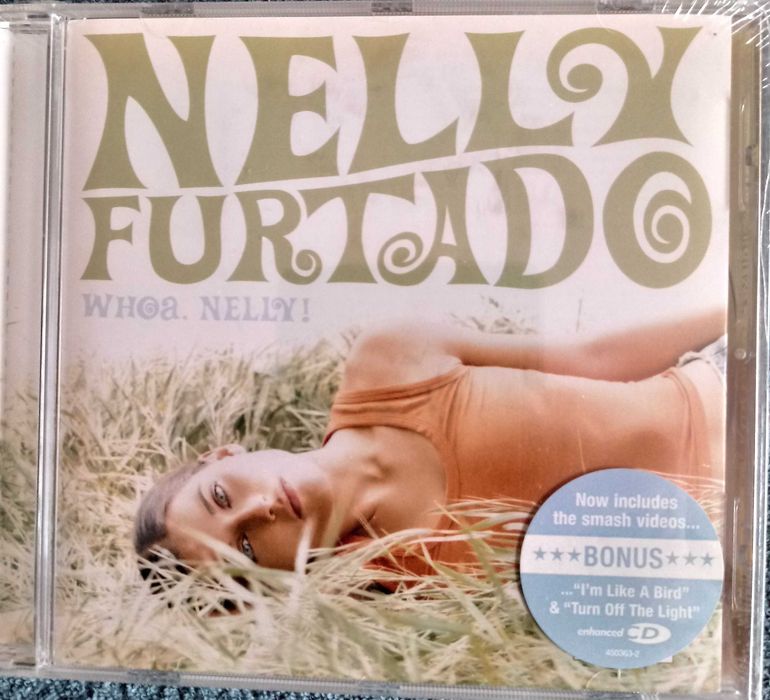 NELLY
FURTADO
WHOa, NELLY!
Now includes
the smash videos...
★★★BONUS★★★
..."I'm Like A Bird"
& "Turn Off The Light"
enhanced CD
450363-2